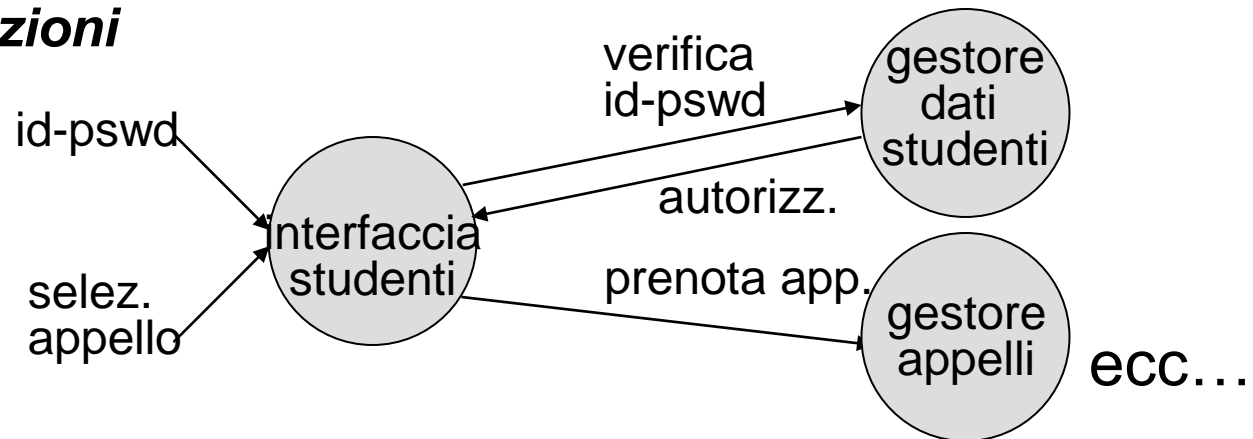 zioni
id-pswd
selez.
appello
interfaccia
studenti
verifica
id-pswd
autorizz.
prenota app.
gestore
dati
studenti
gestore
appelli
ecc…